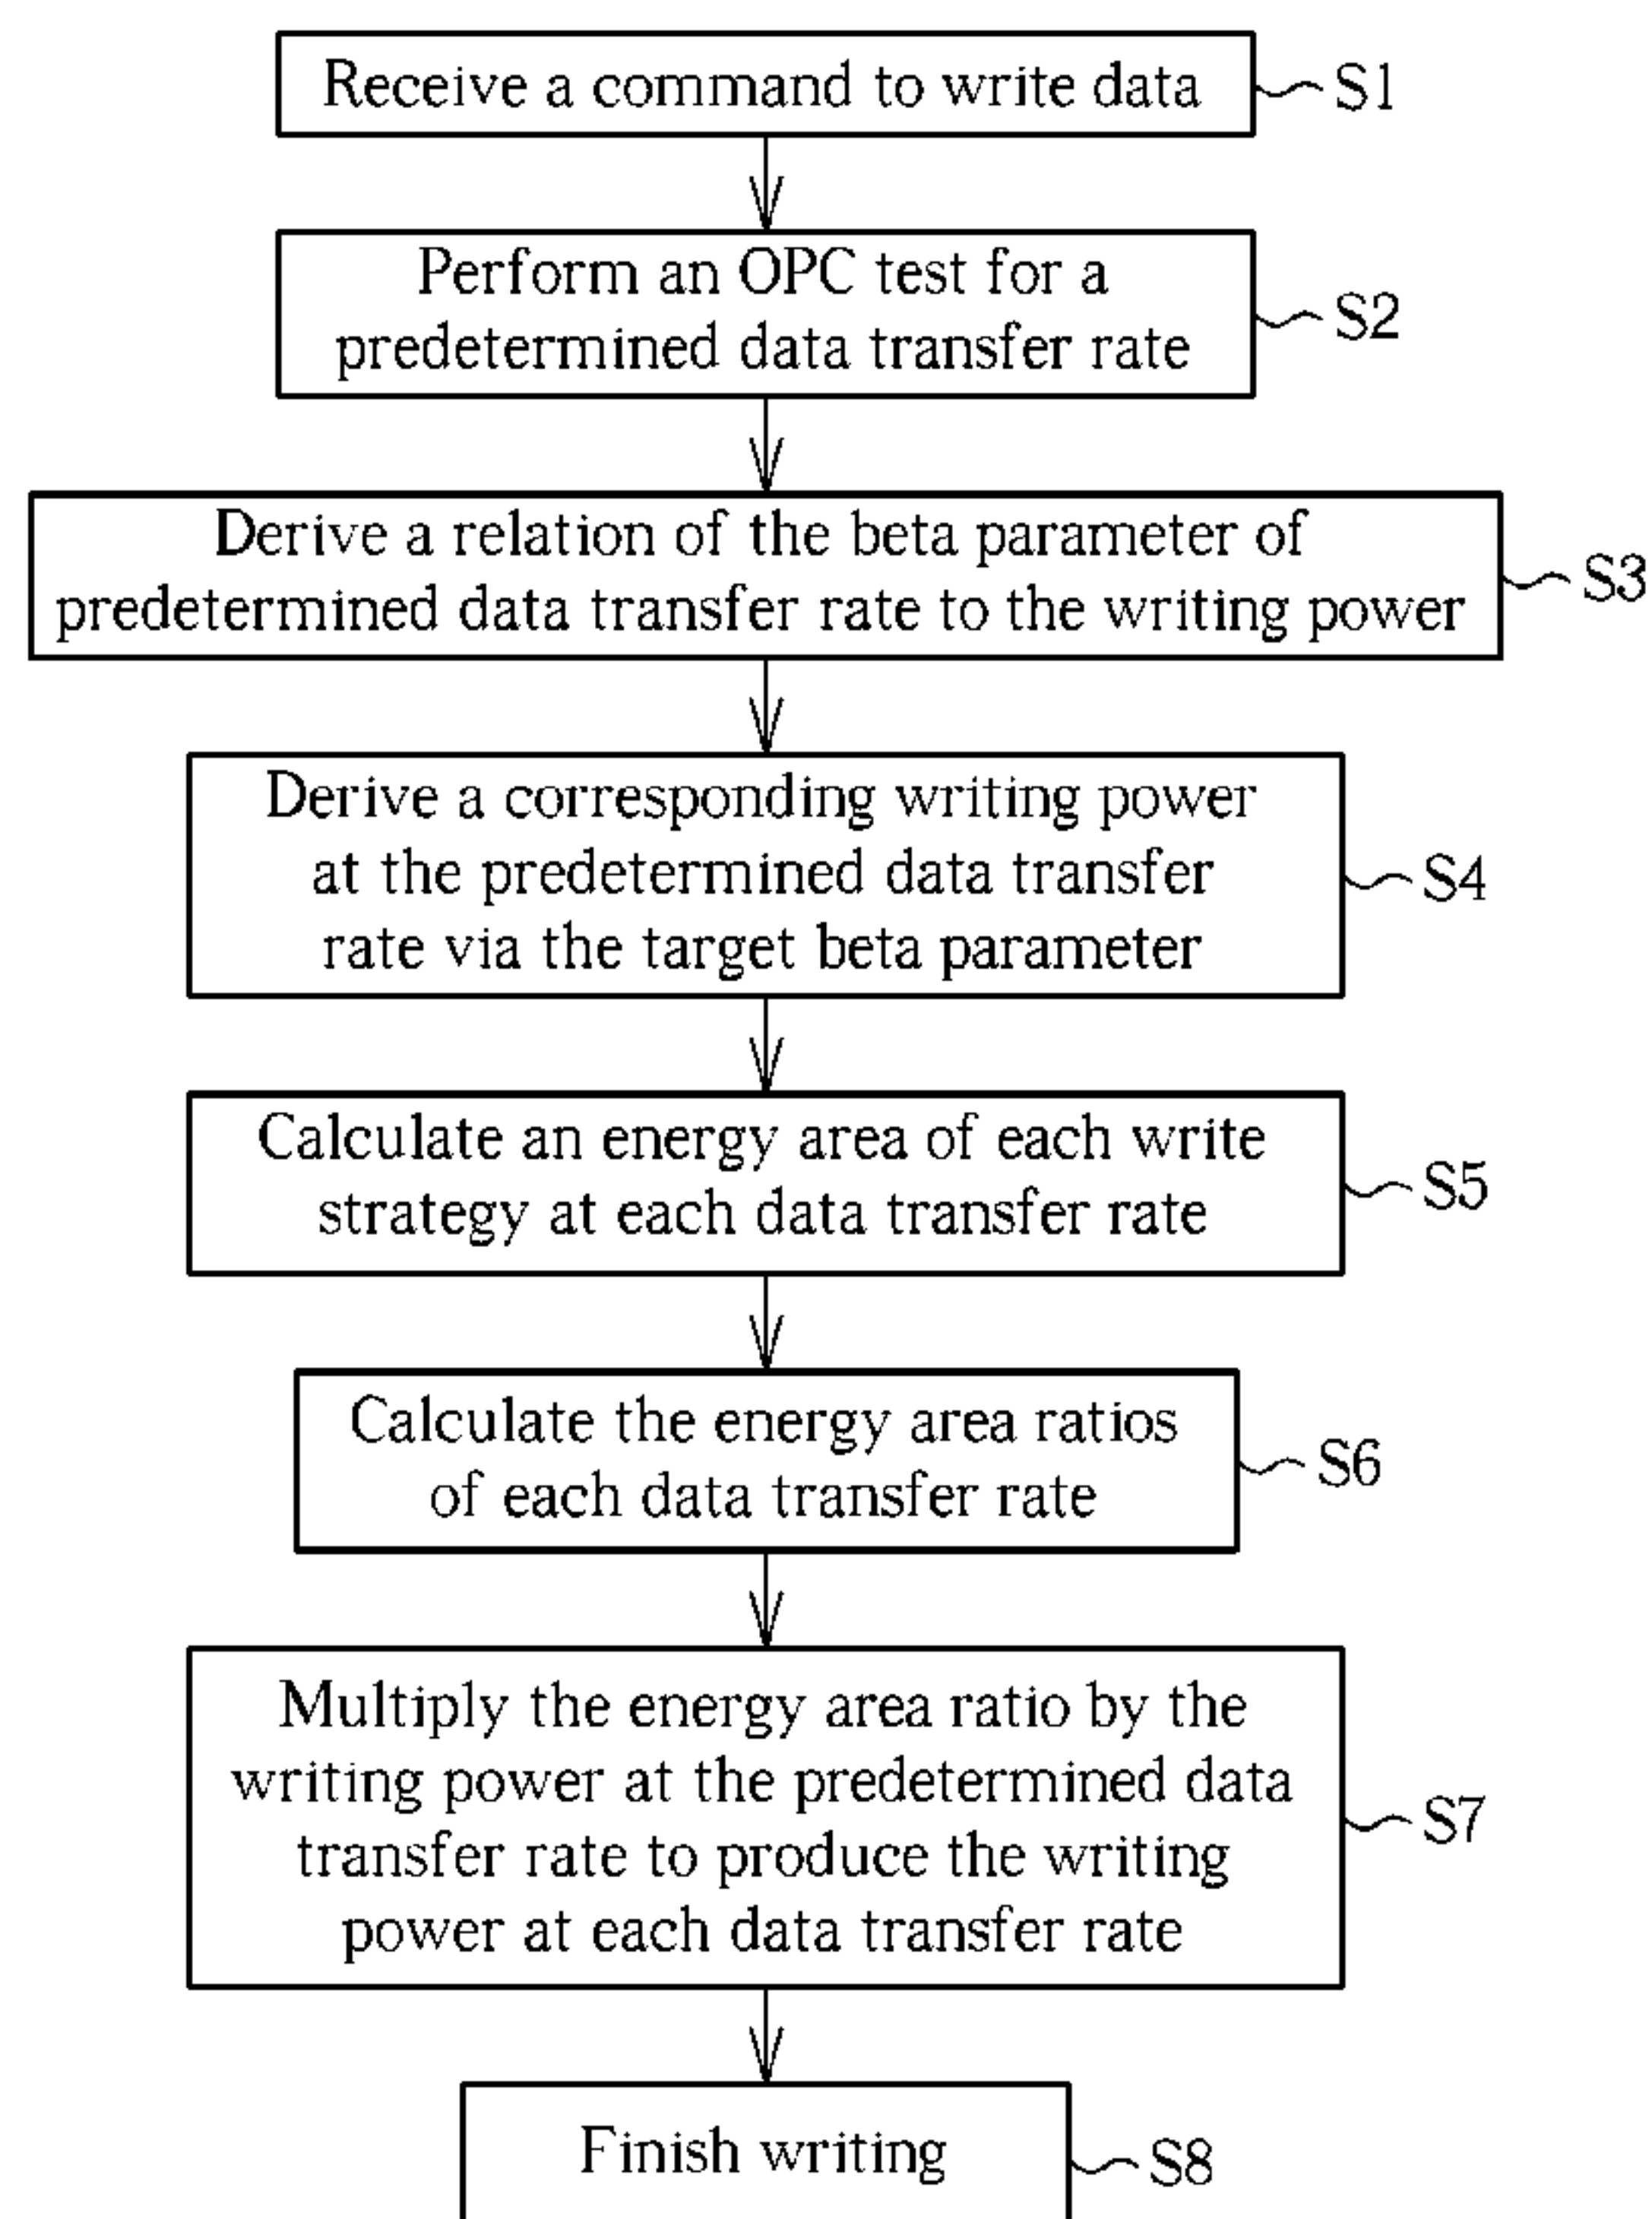 Receive a command to write data
S1
Perform an OPC test for a
predetermined data transfer rate
S2
Derive a relation of the beta parameter of
predetermined data transfer rate to the writing power
S3
Derive a corresponding writing power
at the predetermined data transfer
rate via the target beta parameter
S4
Calculate an energy area of each write
strategy at each data transfer rate
S5
Calculate the energy area ratios
of each data transfer rate
S6
Multiply the energy area ratio by the
writing power at the predetermined data
transfer rate to produce the writing
power at each data transfer rate
S7
Finish writing
S8